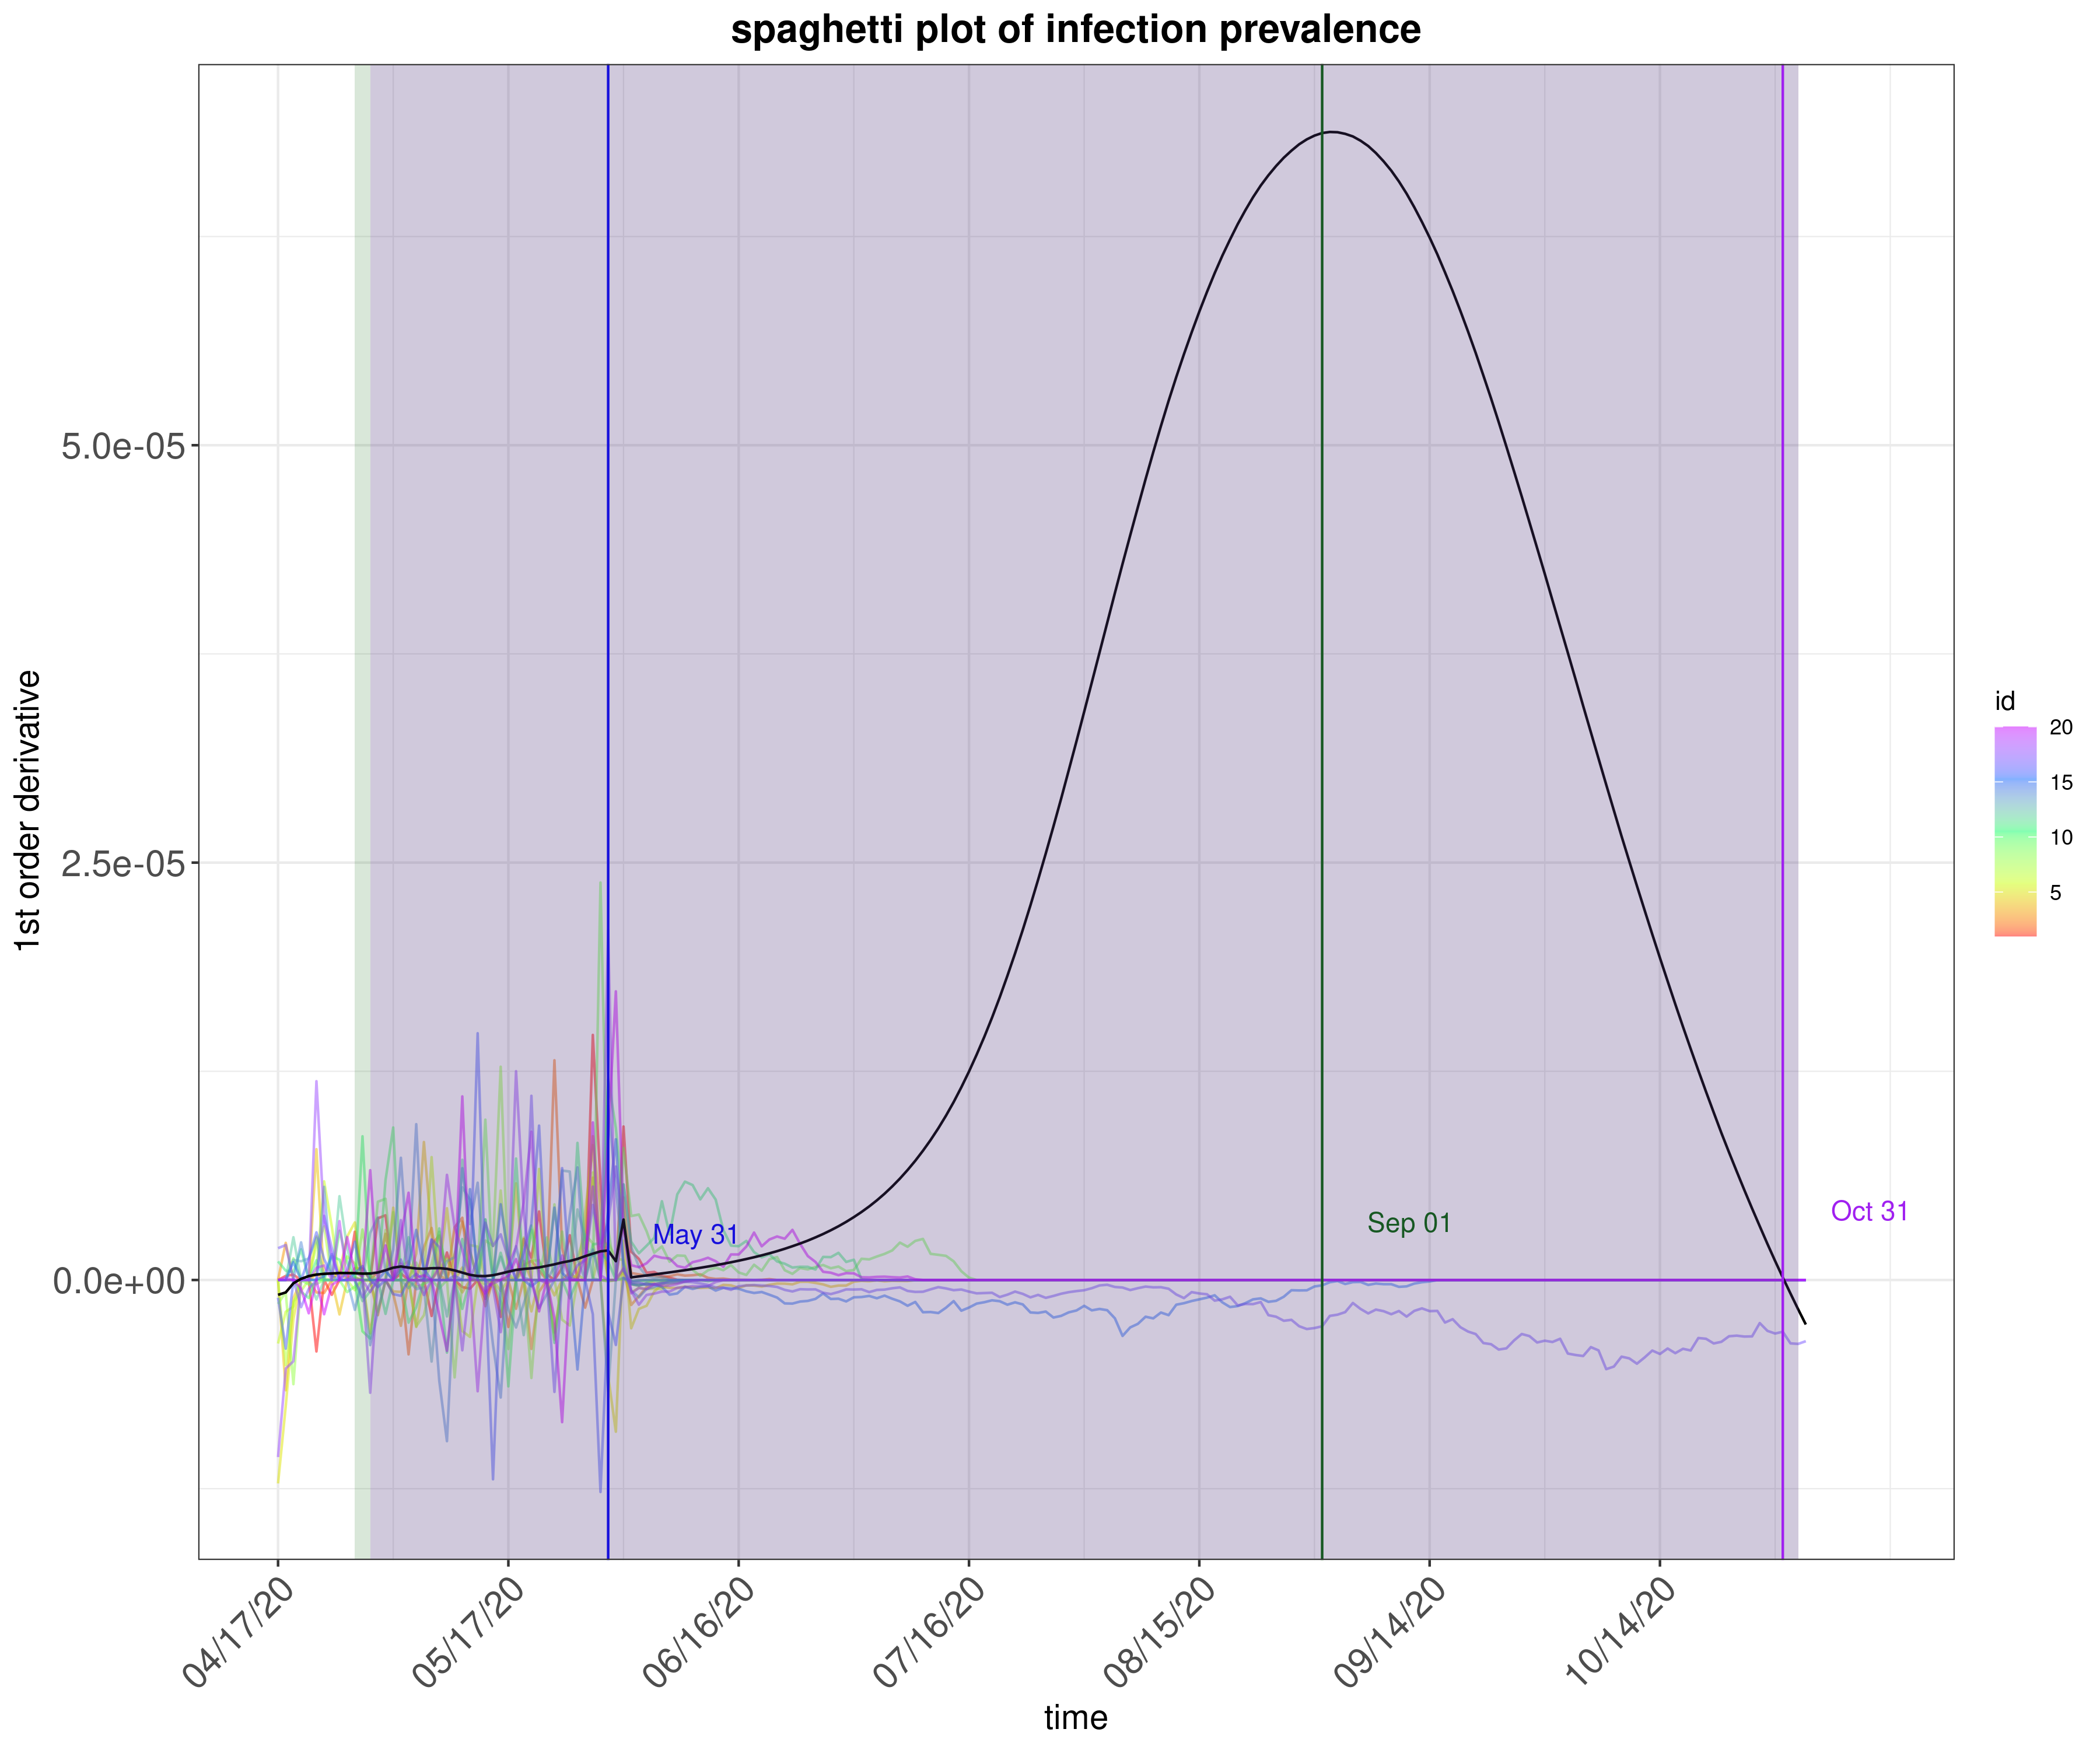 spaghetti plot of infection prevalence
1st order derivative
5.0e-05
2.5e-05
0.0e+00
May 31
Sep 01
Oct 31
04/17/20
05/17/20
06/16/20
07/16/20
08/15/20
09/14/20
10/14/20
time
id
20
15
10
5